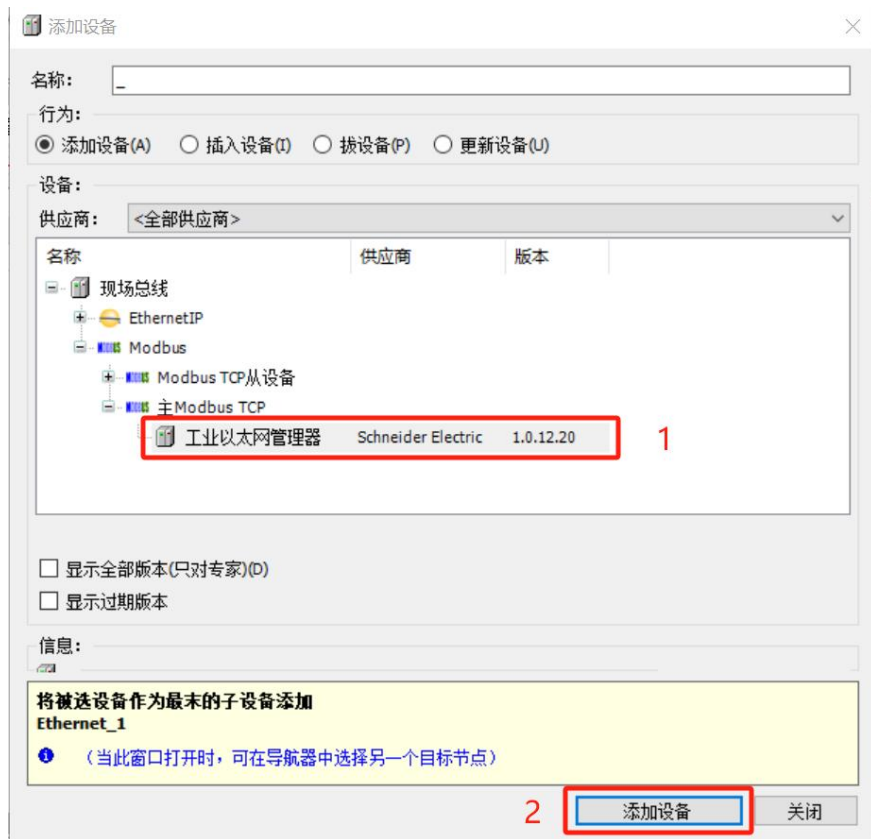 添加设备
名称: _
行为:
添加设备(A) 插入设备(I) 拔设备(P) 更新设备(U)
设备:
供应商: <全部供应商>
名称 供应商 版本
现场总线
EthernetIP
Modbus
Modbus TCP从设备
主Modbus TCP
工业以太网管理器 Schneider Electric 1.0.12.20 1
显示全部版本(只对专家)(D)
显示过期版本
信息:
将被选设备作为最末的子设备添加
Ethernet_1
(当此窗口打开时，可在导航器中选择另一个目标节点)
2 添加设备 关闭